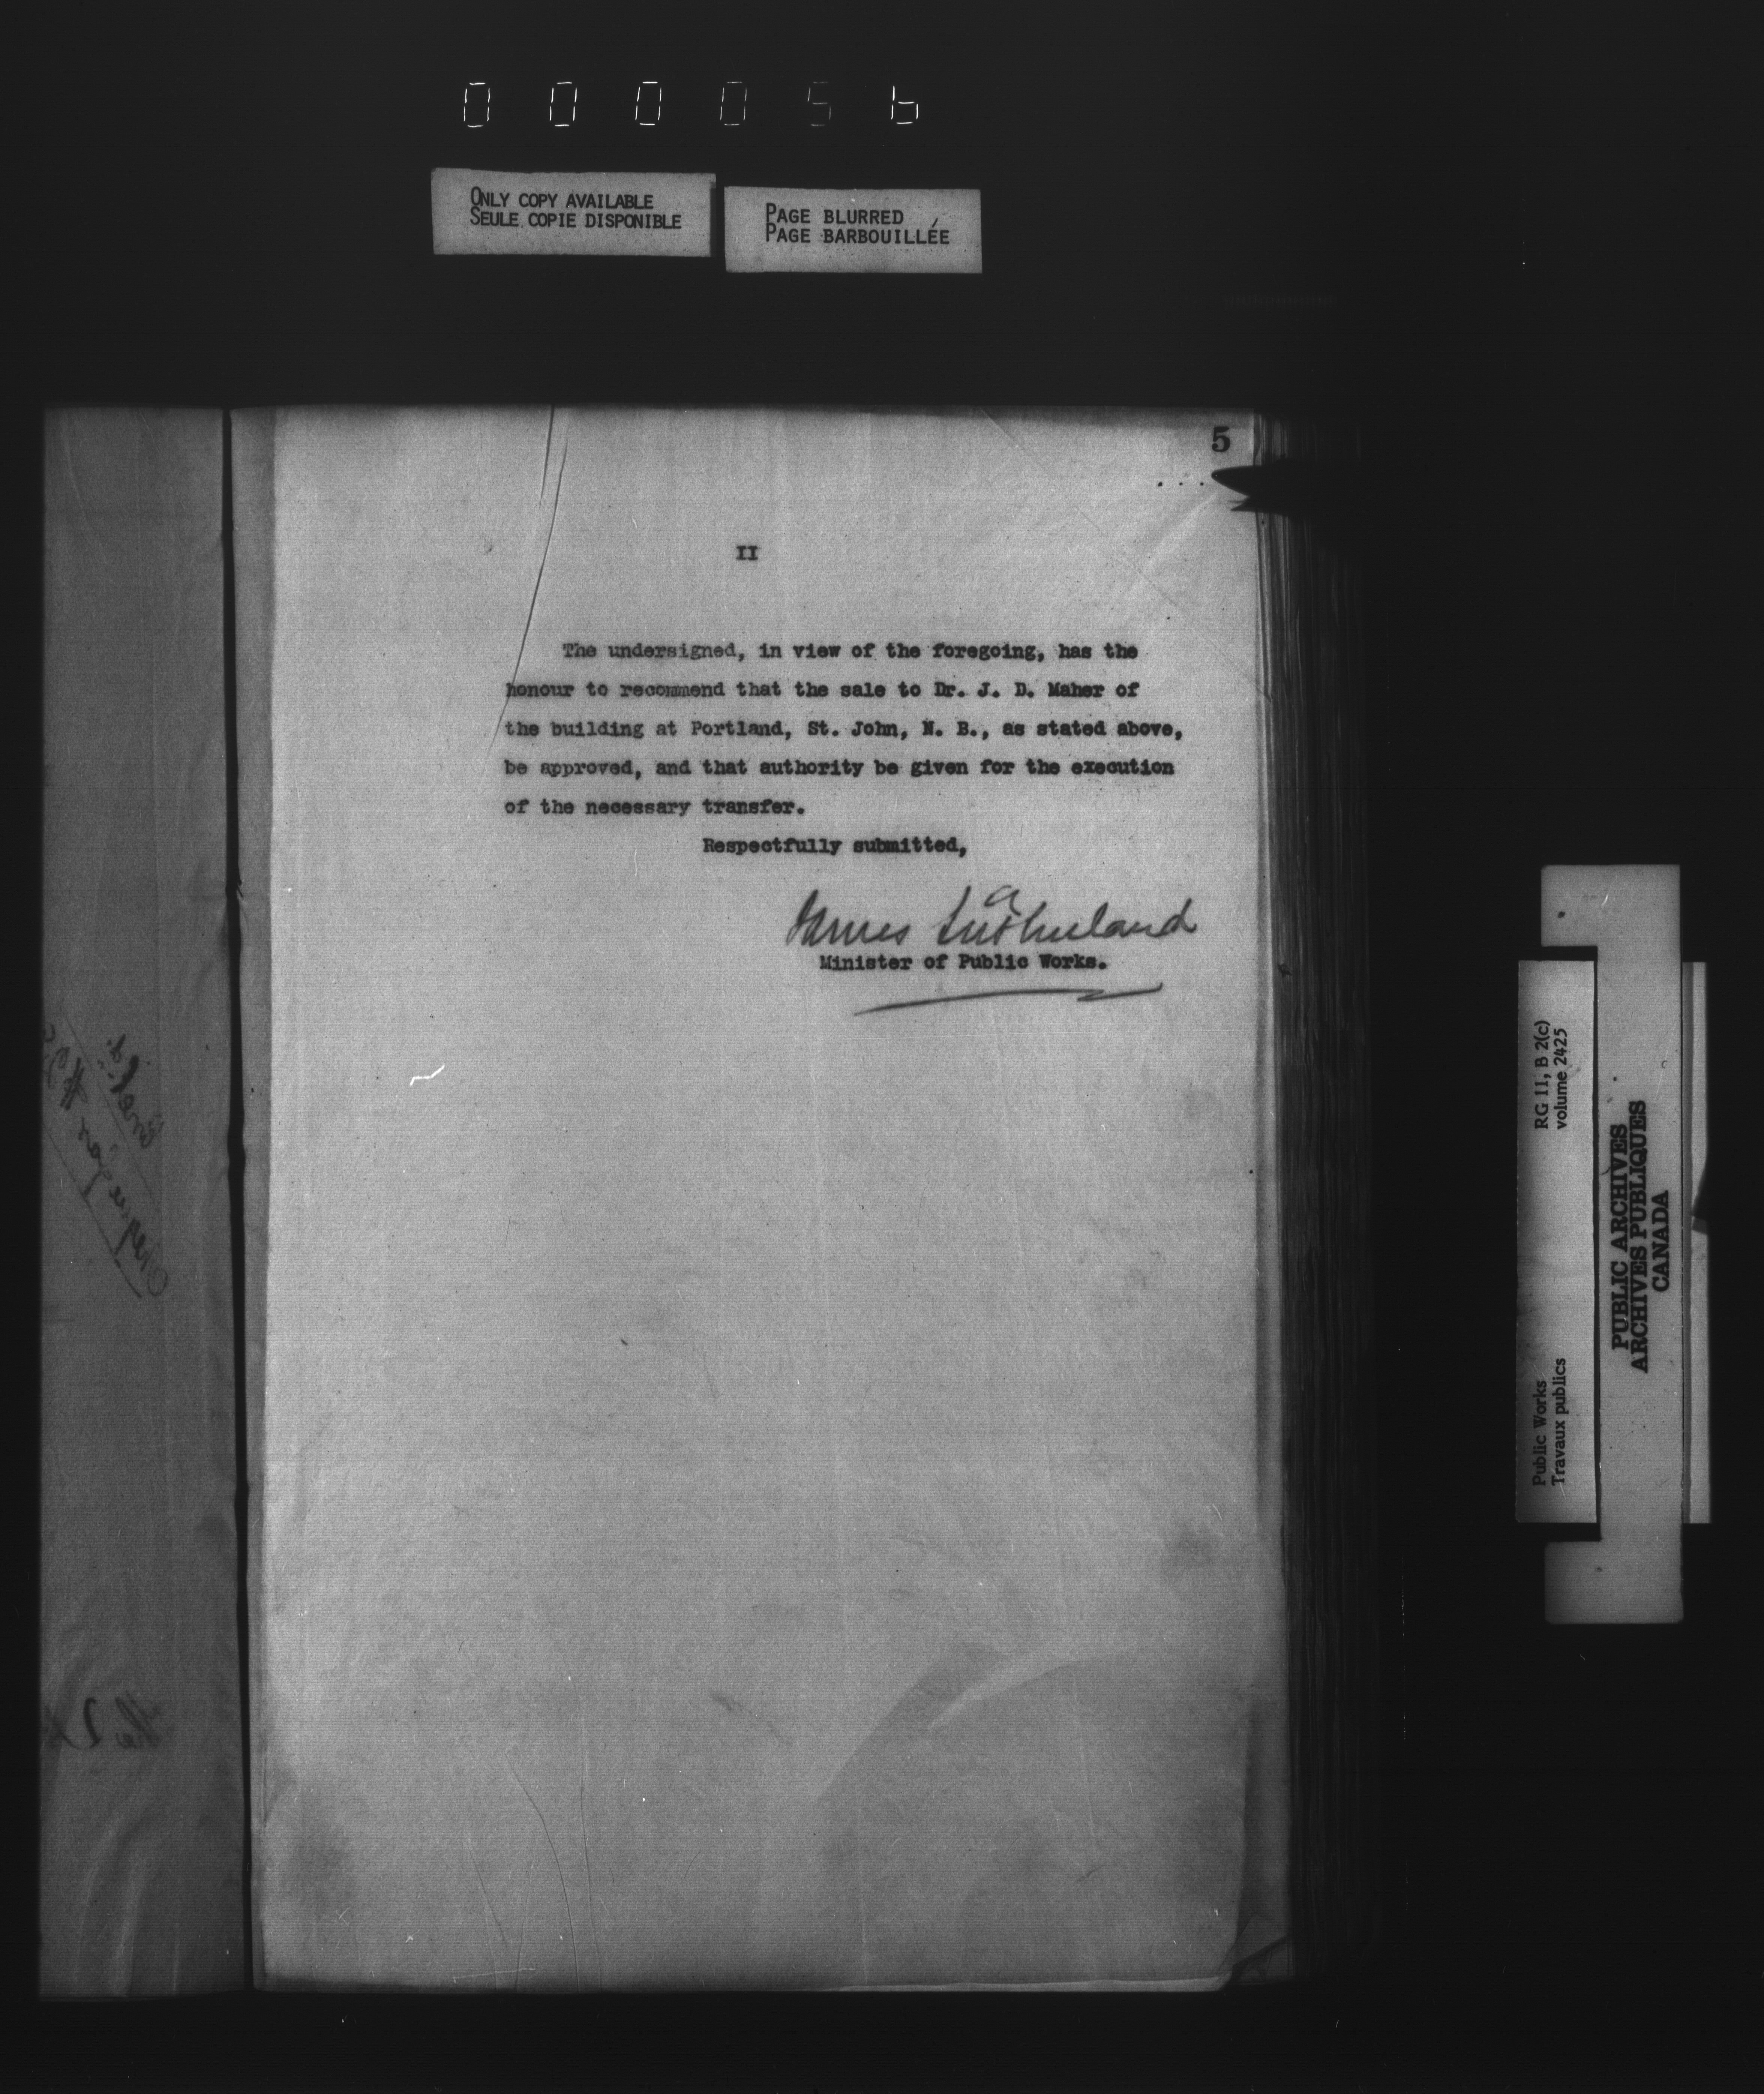 000056
ONLY COPY AVAILABLE
SEULE COPIE DISPONIBLE
PAGE BLURRED
PAGE BARBOUILLÉE
5
II
The undersigned, in view of the foregoing, has the
honour to recommend that the sale to Dr. J. D. Maher of
the building at Portland, St. John, N. B., as stated above,
be approved, and that authority be given for the execution
of the necessary transfer.
Respectfully submitted,
James Sutherland
Minister of Public Works.
RG 11, B 2(c)
volume 2425
Public Works
Travaux publics
PUBLIC ARCHIVES
ARCHIVES PUBLIQUES
CANADA